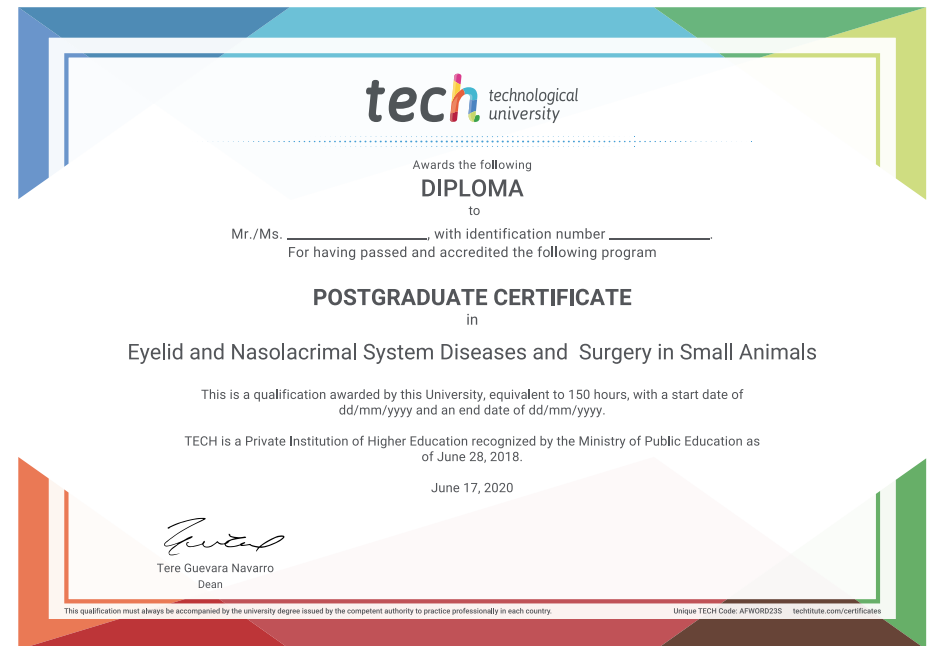 tech technological
university
Awards the following
DIPLOMA
to
Mr./Ms. ____________________, with identification number ______________.
For having passed and accredited the following program
POSTGRADUATE CERTIFICATE
in
Eyelid and Nasolacrimal System Diseases and  Surgery in Small Animals
This is a qualification awarded by this University, equivalent to 150 hours, with a start date of
dd/mm/yyyy and an end date of dd/mm/yyyy.
TECH is a Private Institution of Higher Education recognized by the Ministry of Public Education as
of June 28, 2018.
June 17, 2020
Tere Guevara Navarro
Dean
This qualification must always be accompanied by the university degree issued by the competent authority to practice professionally in each country.
Unique TECH Code: AFWORD23S techtitute.com/certificates